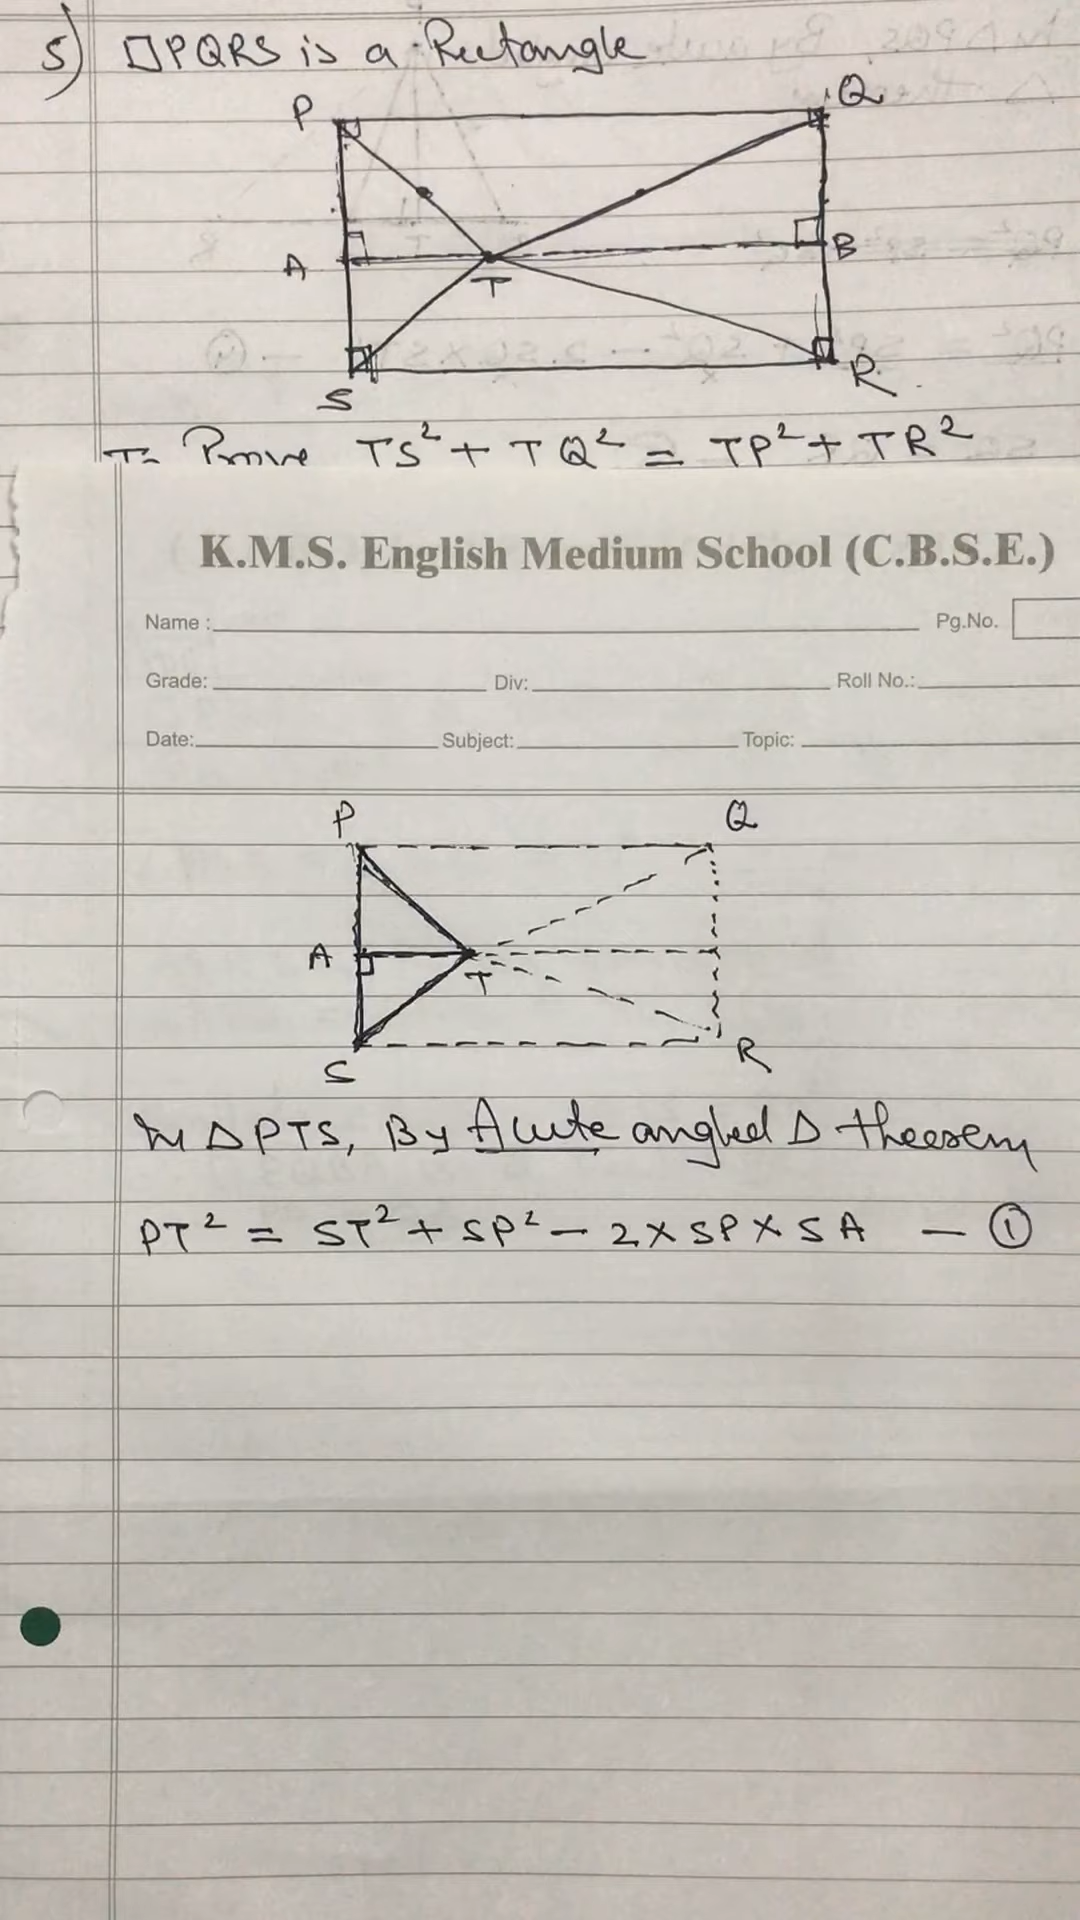 5) □PQRS is a Rectangle
P Q
A T B
S R
To Prove TS² + TQ² = TP² + TR²
K.M.S. English Medium School (C.B.S.E.)
Name : Pg.No.
Grade: Div: Roll No.:
Date: Subject: Topic:
P Q
A T
S R
In △PTS, By Acute angled △ theorem
PT² = ST² + SP² - 2 × SP × SA — ①